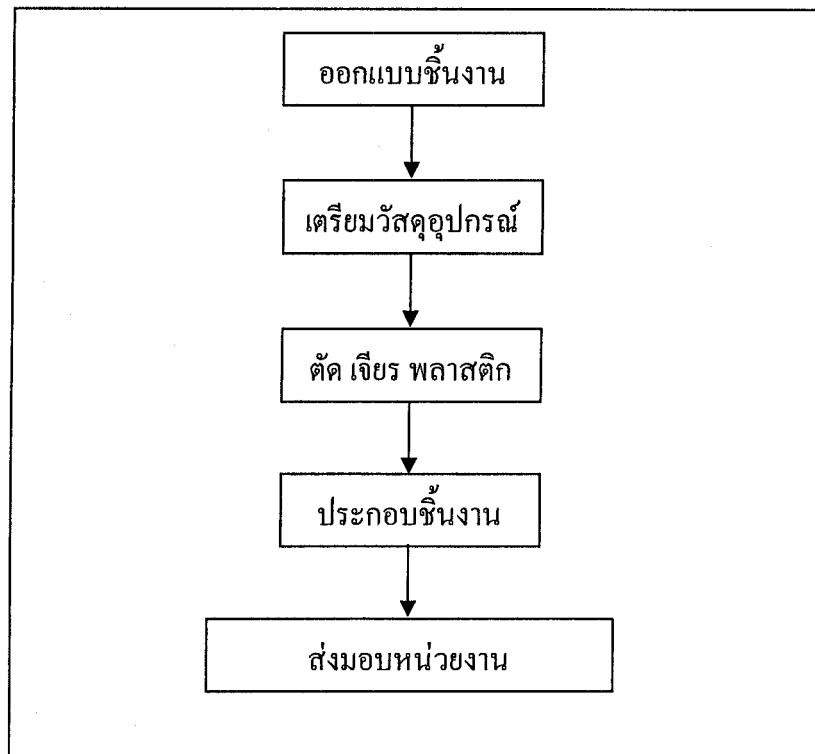 ออกแบบชิ้นงาน
เตรียมวัสดุอุปกรณ์
ตัด เจียร พลาสติก
ประกอบชิ้นงาน
ส่งมอบหน่วยงาน